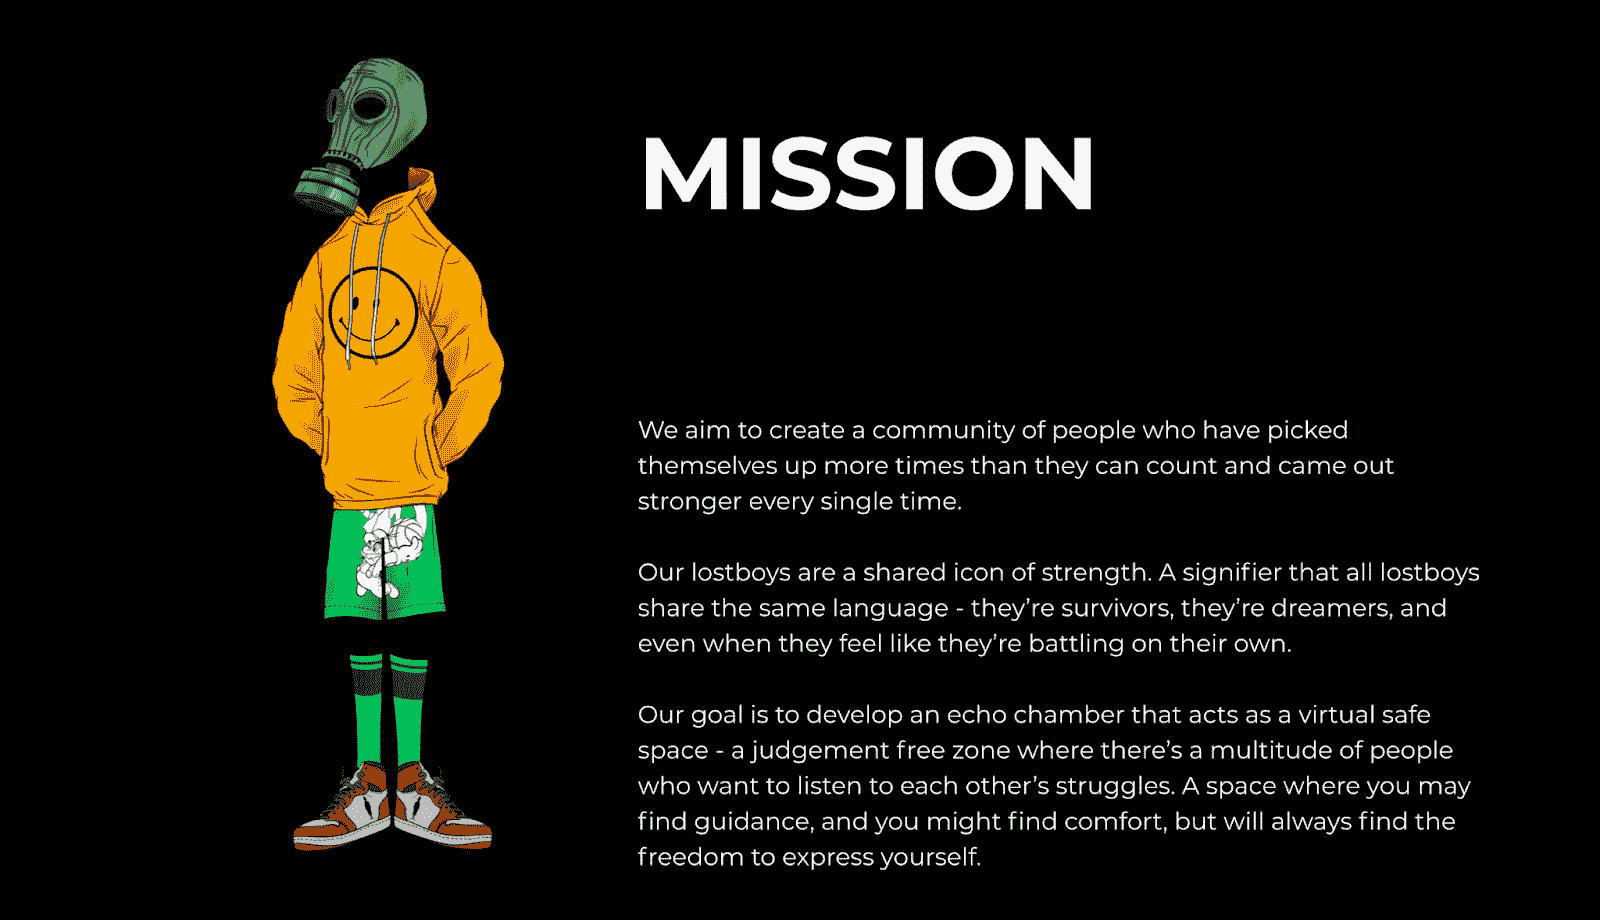 MISSION
We aim to create a community of people who have picked
themselves up more times than they can count and came out
stronger every single time.
Our lostboys are a shared icon of strength. A signifier that all lostboys
share the same language - they’re survivors, they’re dreamers, and
even when they feel like they’re battling on their own.
Our goal is to develop an echo chamber that acts as a virtual safe
space - a judgement free zone where there’s a multitude of people
who want to listen to each other’s struggles. A space where you may
find guidance, and you might find comfort, but will always find the
freedom to express yourself.